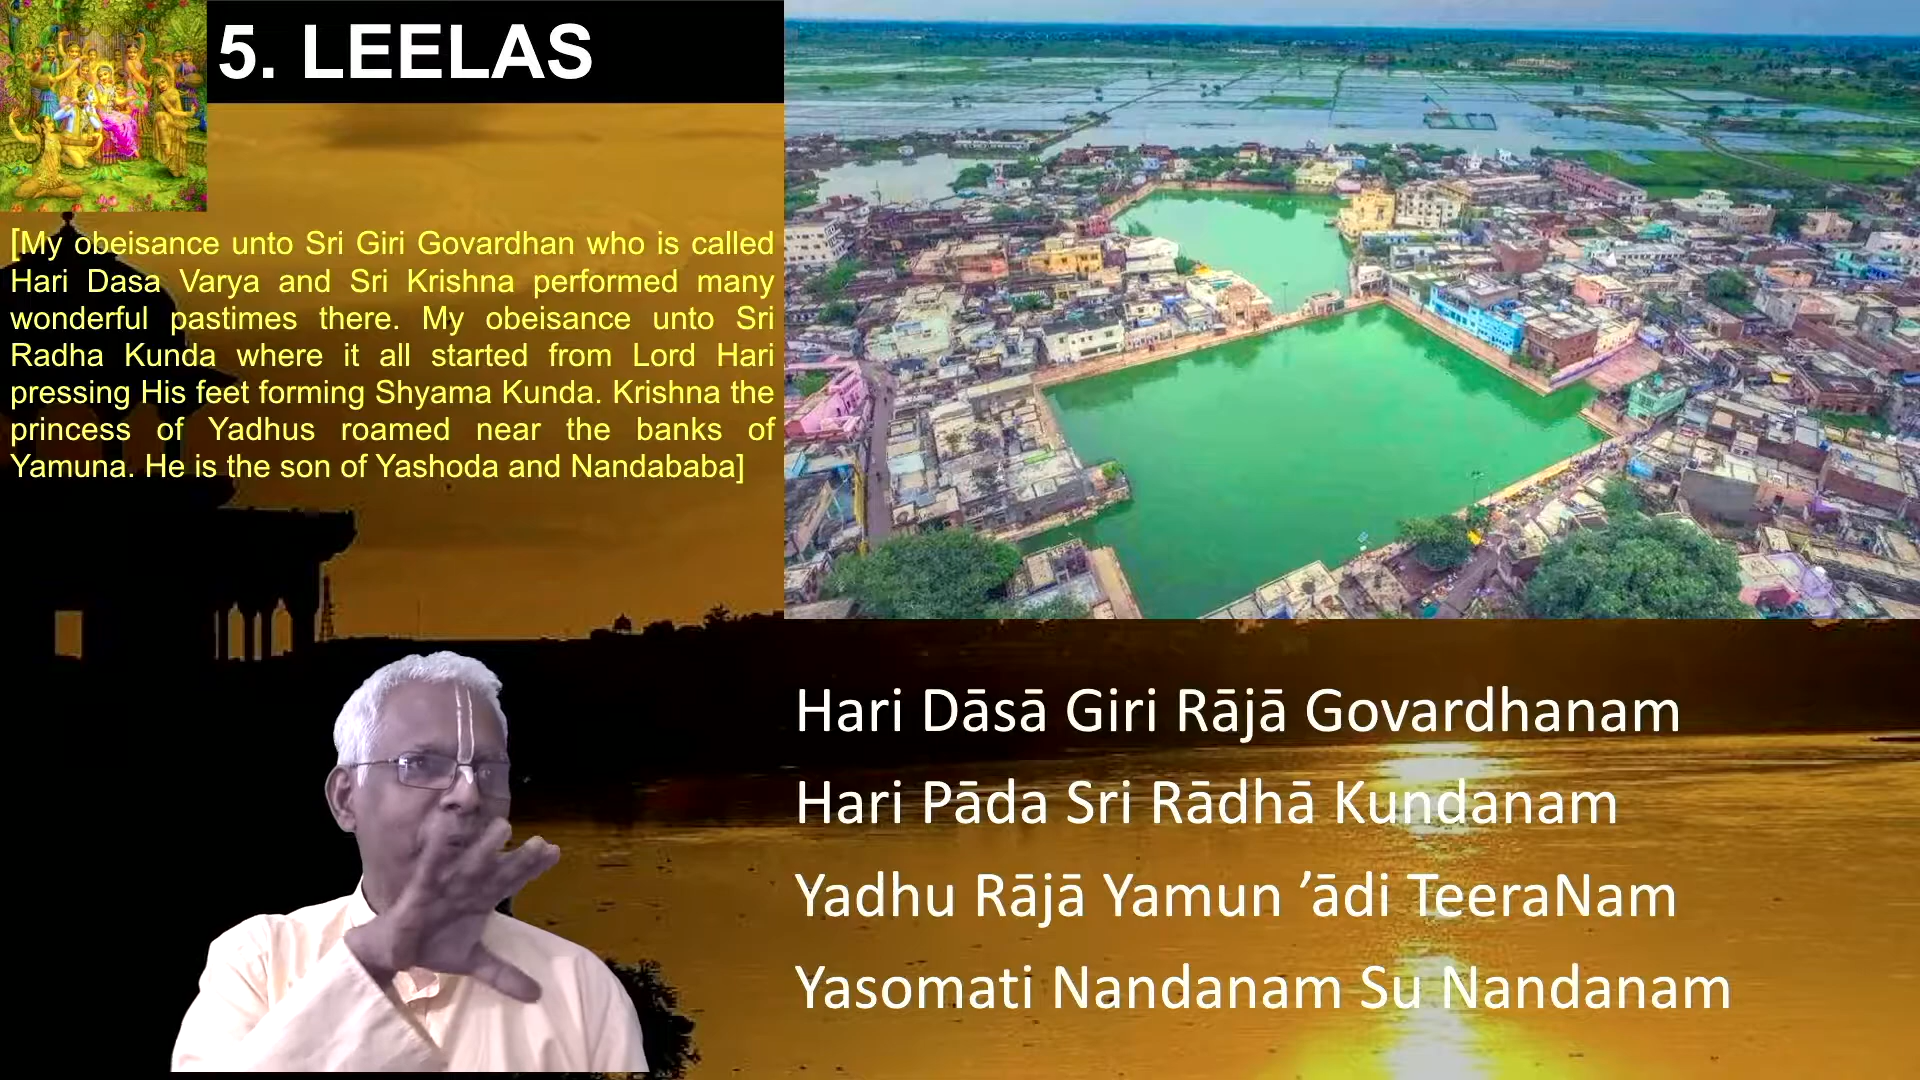 5. LEELAS
[My obeisance unto Sri Giri Govardhan who is called
Hari Dasa Varya and Sri Krishna performed many
wonderful pastimes there. My obeisance unto Sri
Radha Kunda where it all started from Lord Hari
pressing His feet forming Shyama Kunda. Krishna the
princess of Yadhus roamed near the banks of
Yamuna. He is the son of Yashoda and Nandababa]
Hari Dāsā Giri Rājā Govardhanam
Hari Pāda Sri Rādhā Kundanam
Yadhu Rājā Yamun ’ādi TeeraNam
Yasomati Nandanam Su Nandanam